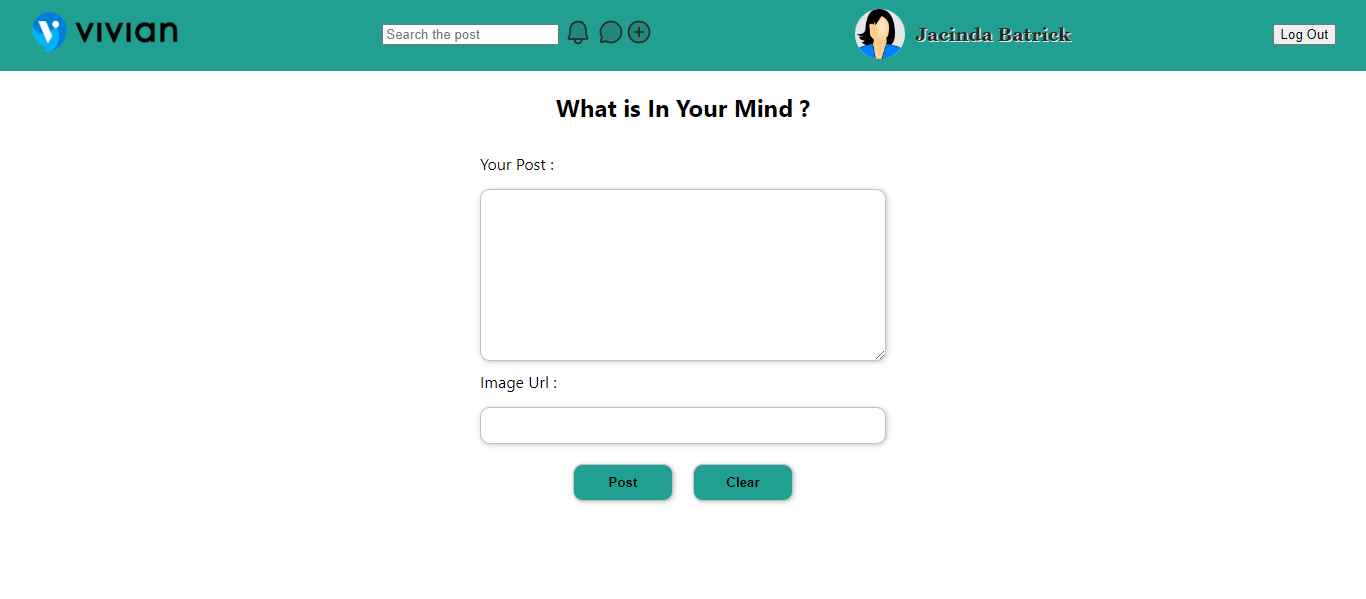 vivian
Search the post
Jacinda Batrick
Log Out
What is In Your Mind ?
Your Post :
Image Url :
Post
Clear